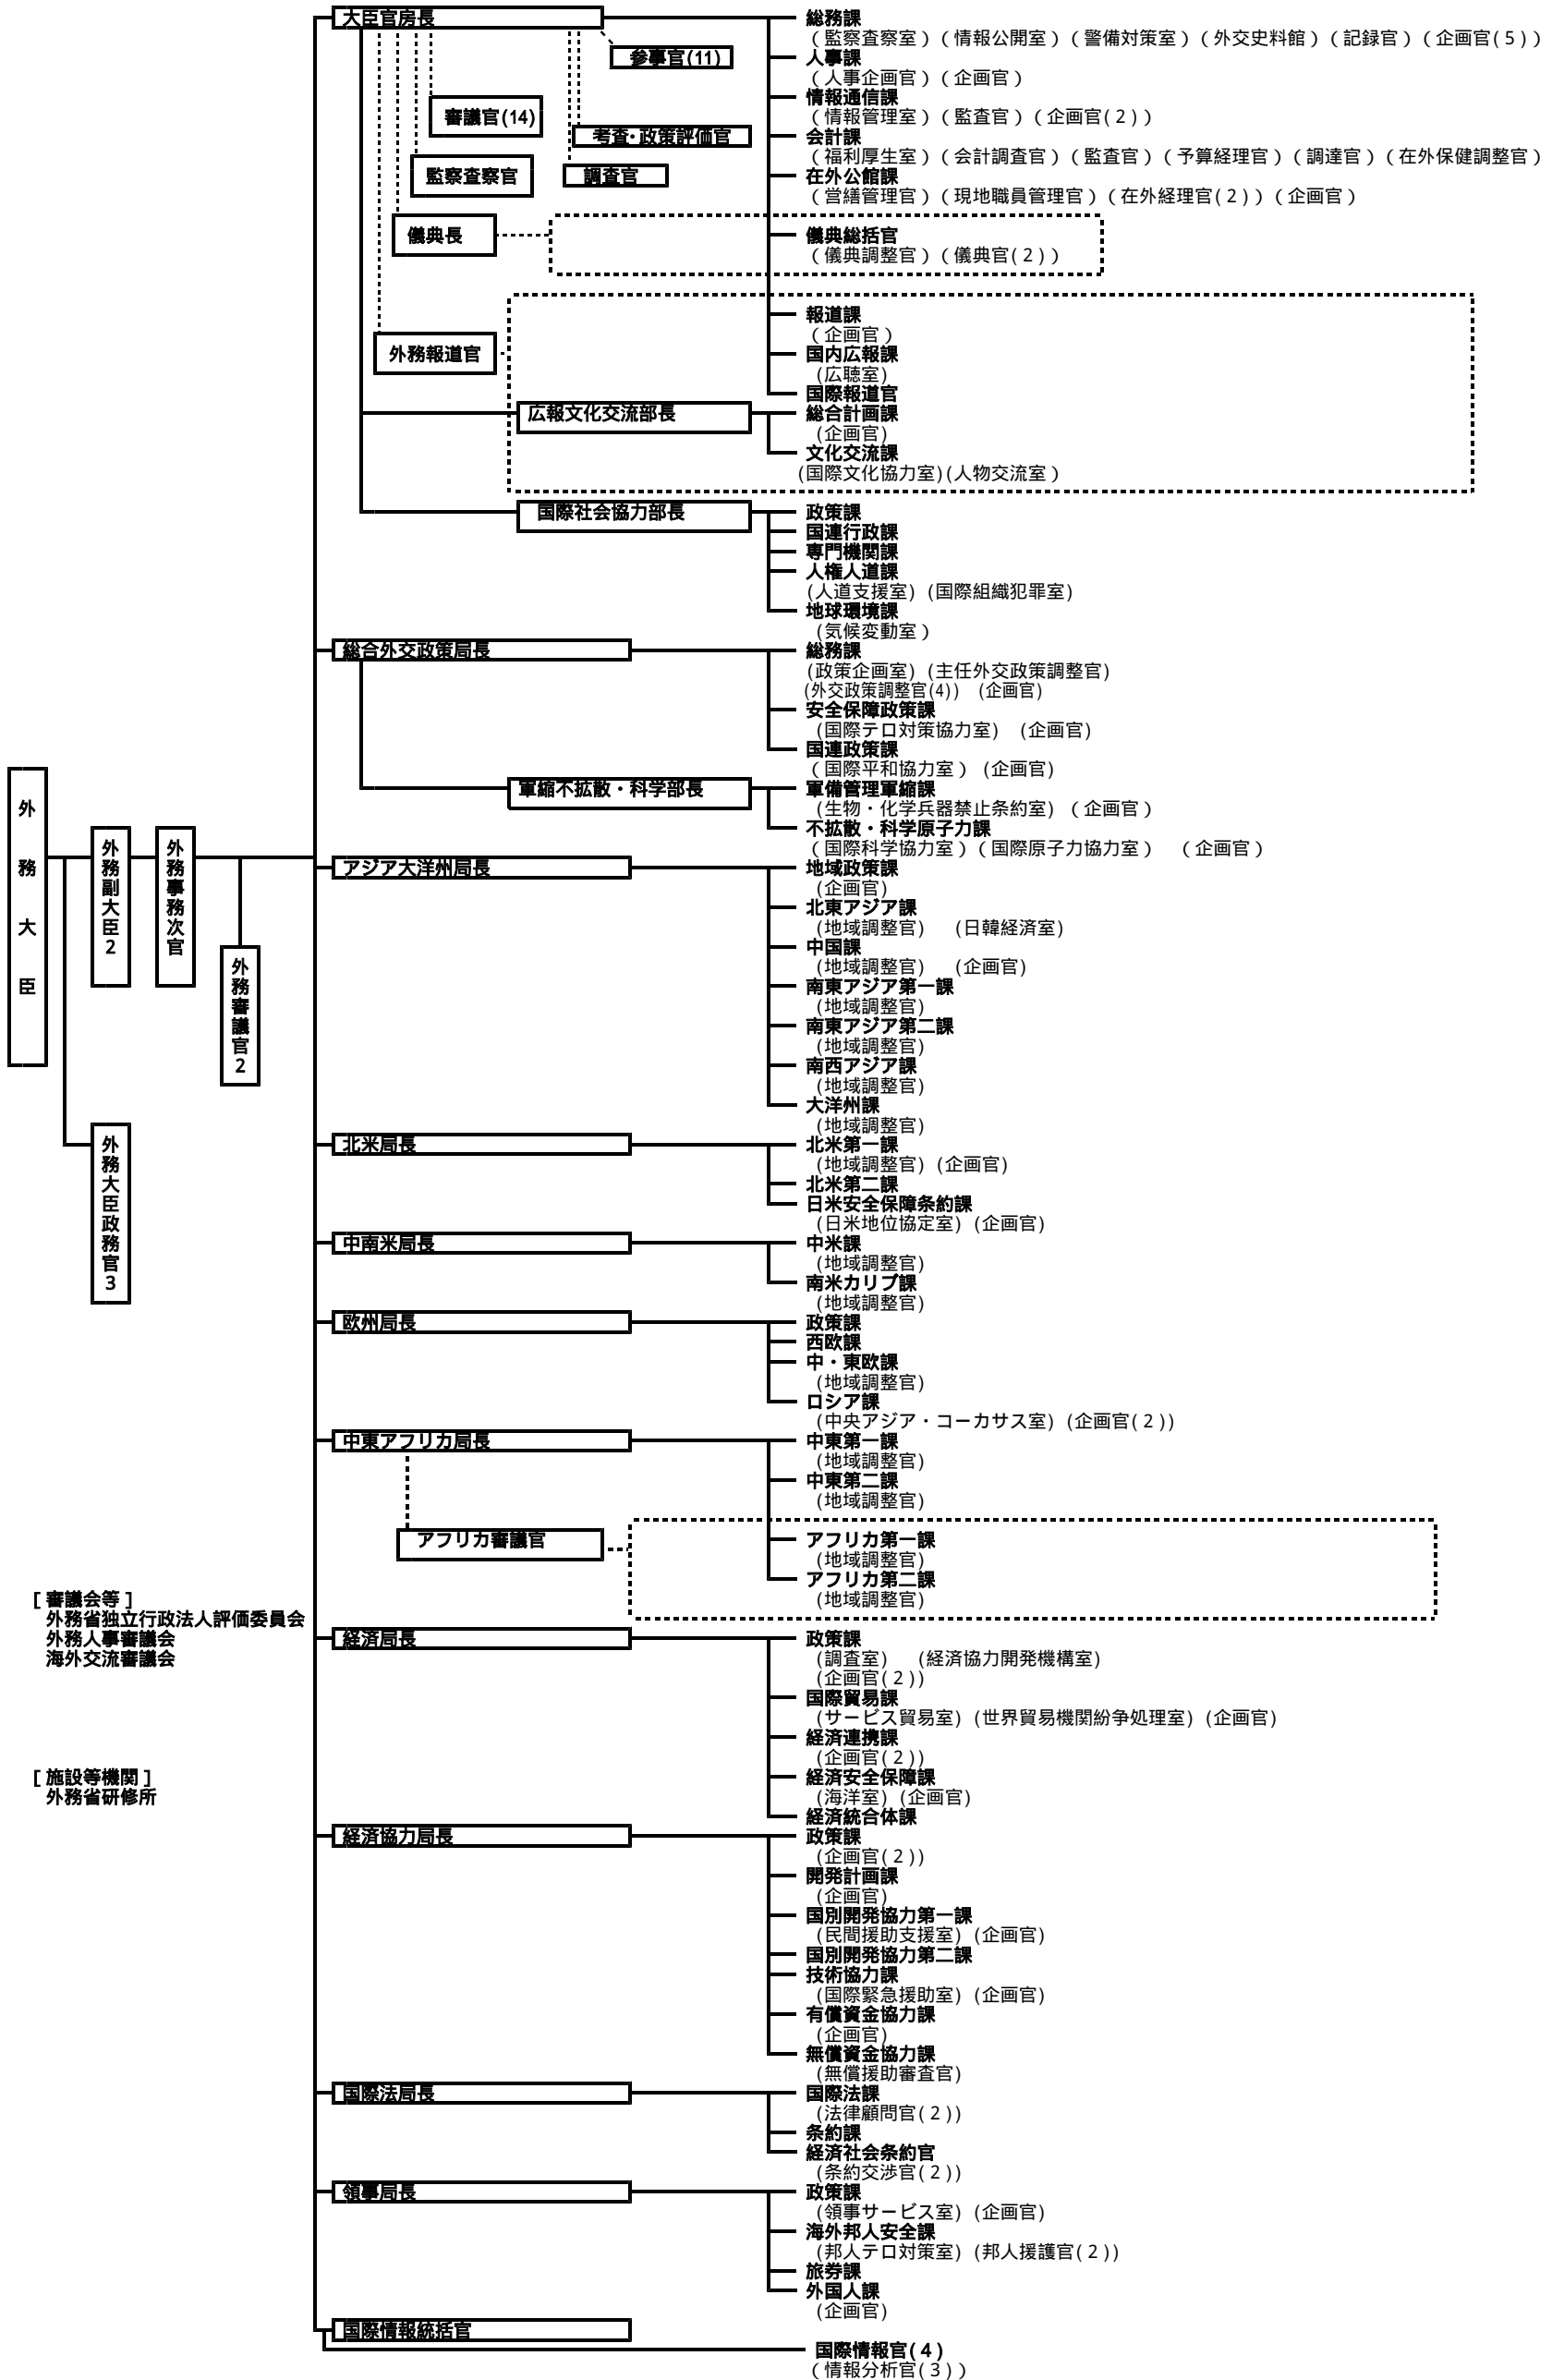 大臣官房長
総務課
（監察査察室）（情報公開室）（警備対策室）（外交史料館）（記録官）（企画官(５)）
参事官(11)
人事課
（人事企画官）（企画官）
審議官(14)
情報通信課
（情報管理室）（監査官）（企画官(２)）
考査・政策評価官
会計課
（福利厚生室）（会計調査官）（監査官）（予算経理官）（調達官）（在外保健調整官）
監察査察官
調査官
在外公館課
（営繕管理官）（現地職員管理官）（在外経理官(２)）（企画官）
儀典長
儀典総括官
（儀典調整官）（儀典官(２)）
報道課
（企画官）
外務報道官
国内広報課
(広聴室)
国際報道官
広報文化交流部長
総合計画課
(企画官)
文化交流課
(国際文化協力室)(人物交流室）
国際社会協力部長
政策課
国連行政課
専門機関課
人権人道課
(人道支援室) (国際組織犯罪室)
地球環境課
(気候変動室）
総合外交政策局長
総務課
(政策企画室) (主任外交政策調整官)
(外交政策調整官(4)) (企画官)
安全保障政策課
(国際テロ対策協力室) (企画官)
国連政策課
（国際平和協力室） (企画官)
軍縮不拡散・科学部長
軍備管理軍縮課
(生物・化学兵器禁止条約室) （企画官）
不拡散・科学原子力課
（国際科学協力室）（国際原子力協力室） （企画官）
外務大臣
外務副大臣２
外務事務次官
外務審議官２
外務大臣政務官３
アジア大洋州局長
地域政策課
(企画官)
北東アジア課
(地域調整官) (日韓経済室)
中国課
(地域調整官) (企画官)
南東アジア第一課
(地域調整官)
南東アジア第二課
(地域調整官)
南西アジア課
(地域調整官)
大洋州課
(地域調整官)
北米局長
北米第一課
(地域調整官) (企画官)
北米第二課
日米安全保障条約課
(日米地位協定室) (企画官)
中南米局長
中米課
(地域調整官)
南米カリブ課
(地域調整官)
欧州局長
政策課
西欧課
中・東欧課
(地域調整官)
ロシア課
(中央アジア・コーカサス室) (企画官(２))
中東アフリカ局長
中東第一課
(地域調整官)
中東第二課
(地域調整官)
アフリカ審議官
アフリカ第一課
(地域調整官)
アフリカ第二課
(地域調整官)
[ 審議会等 ]
外務省独立行政法人評価委員会
外務人事審議会
海外交流審議会
経済局長
政策課
(調査室) (経済協力開発機構室)
(企画官(２))
国際貿易課
(サービス貿易室) (世界貿易機関紛争処理室) (企画官)
経済連携課
(企画官(２))
経済安全保障課
(海洋室) (企画官)
経済統合体課
[ 施設等機関 ]
外務省研修所
経済協力局長
政策課
(企画官(２))
開発計画課
(企画官)
国別開発協力第一課
(民間援助支援室) (企画官)
国別開発協力第二課
技術協力課
(国際緊急援助室) (企画官)
有償資金協力課
(企画官)
無償資金協力課
(無償援助審査官)
国際法局長
国際法課
(法律顧問官(２))
条約課
経済社会条約官
(条約交渉官(２))
領事局長
政策課
(領事サービス室) (企画官)
海外邦人安全課
(邦人テロ対策室) (邦人援護官(２))
旅券課
外国人課
(企画官)
国際情報統括官
国際情報官(４)
（情報分析官(３)）